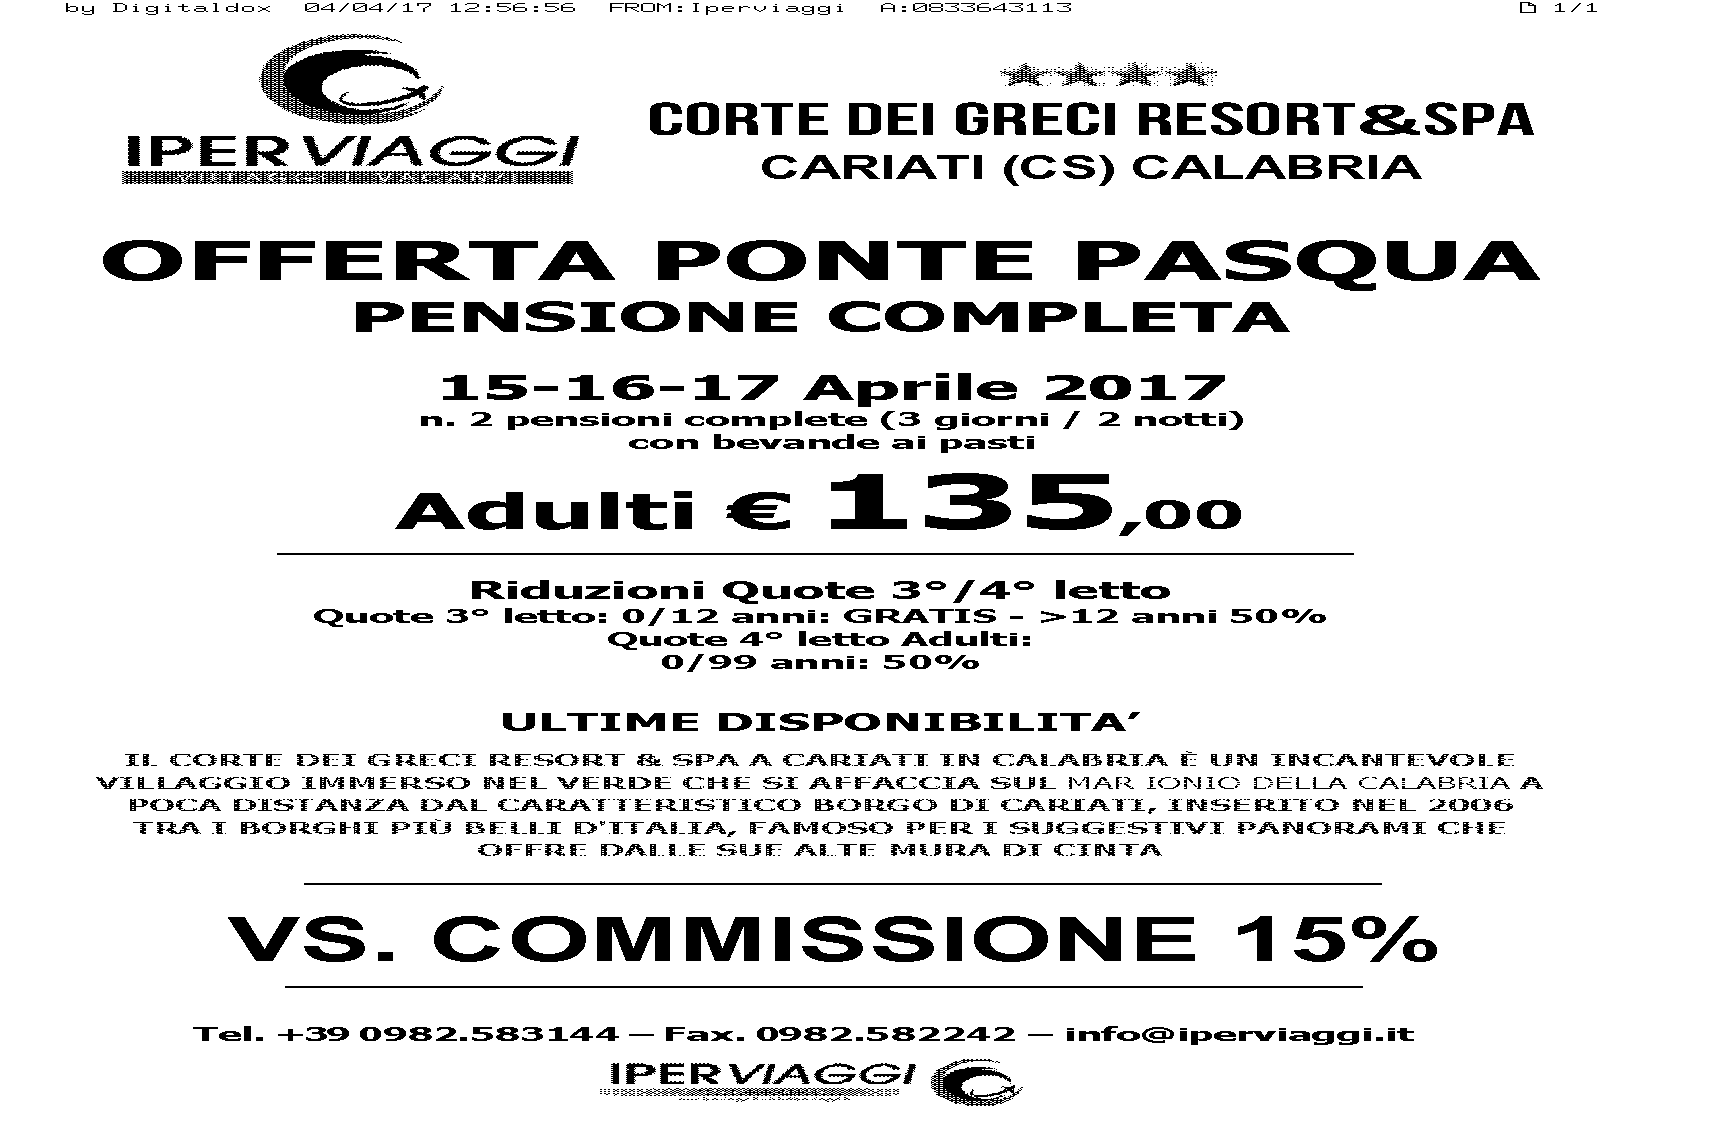 by Digitaldox 04/04/17 12:56:56 FROM:Iperviaggi A:0833643113 1/1
IPERVIAGGI
CORTE DEI GRECI RESORT&SPA
CARIATI (CS) CALABRIA
OFFERTA PONTE PASQUA
PENSIONE COMPLETA
15-16-17 Aprile 2017
n. 2 pensioni complete (3 giorni / 2 notti)
con bevande ai pasti
Adulti € 135,00
Riduzioni Quote 3°/4° letto
Quote 3° letto: 0/12 anni: GRATIS - >12 anni 50%
Quote 4° letto Adulti:
0/99 anni: 50%
ULTIME DISPONIBILITA’
IL CORTE DEI GRECI RESORT & SPA A CARIATI IN CALABRIA È UN INCANTEVOLE
VILLAGGIO IMMERSO NEL VERDE CHE SI AFFACCIA SUL MAR IONIO DELLA CALABRIA A
POCA DISTANZA DAL CARATTERISTICO BORGO DI CARIATI, INSERITO NEL 2006
TRA I BORGHI PIÙ BELLI D'ITALIA, FAMOSO PER I SUGGESTIVI PANORAMI CHE
OFFRE DALLE SUE ALTE MURA DI CINTA
VS. COMMISSIONE 15%
Tel. +39 0982.583144 – Fax. 0982.582242 – info@iperviaggi.it
IPERVIAGGI